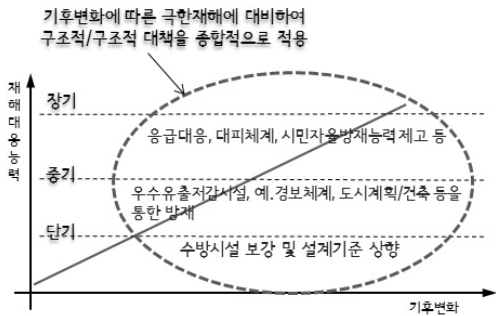 기후변화에 따른 극한재해에 대비하여
구조적/구조적 대책을 종합적으로 적용
재해대응능력
장기
응급대응, 대피체계, 시민자율방재능력제고 등
중기
우수유출저감시설, 예.경보체계, 도시계획/건축 등을
통한 방재
단기
수방시설 보강 및 설계기준 상향
기후변화